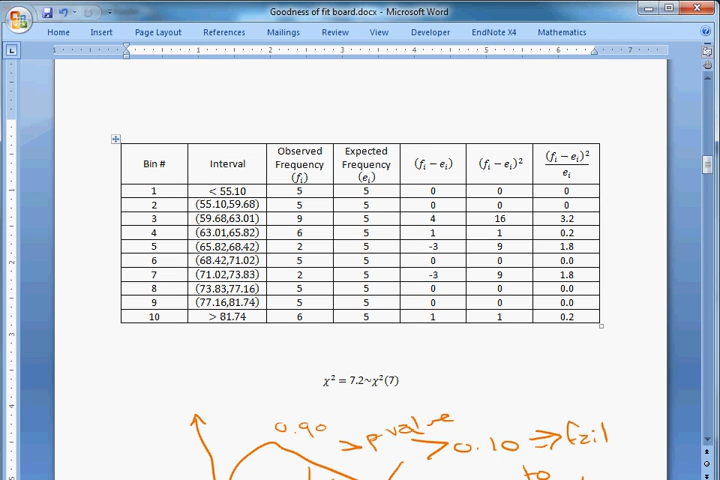 Goodness of fit board.docx - Microsoft Word
Home Insert Page Layout References Mailings Review View Developer EndNote X4 Mathematics
Bin # Interval Observed Frequency (fᵢ) Expected Frequency (eᵢ) (fᵢ − eᵢ) (fᵢ − eᵢ)² (fᵢ − eᵢ)² / eᵢ
1 < 55.10 5 5 0 0 0
2 (55.10,59.68) 5 5 0 0 0
3 (59.68,63.01) 9 5 4 16 3.2
4 (63.01,65.82) 6 5 1 1 0.2
5 (65.82,68.42) 2 5 -3 9 1.8
6 (68.42,71.02) 5 5 0 0 0.0
7 (71.02,73.83) 2 5 -3 9 1.8
8 (73.83,77.16) 5 5 0 0 0.0
9 (77.16,81.74) 5 5 0 0 0.0
10 > 81.74 6 5 1 1 0.2
χ² = 7.2~χ²(7)
0.90 => p value > 0.10 => Fail
to